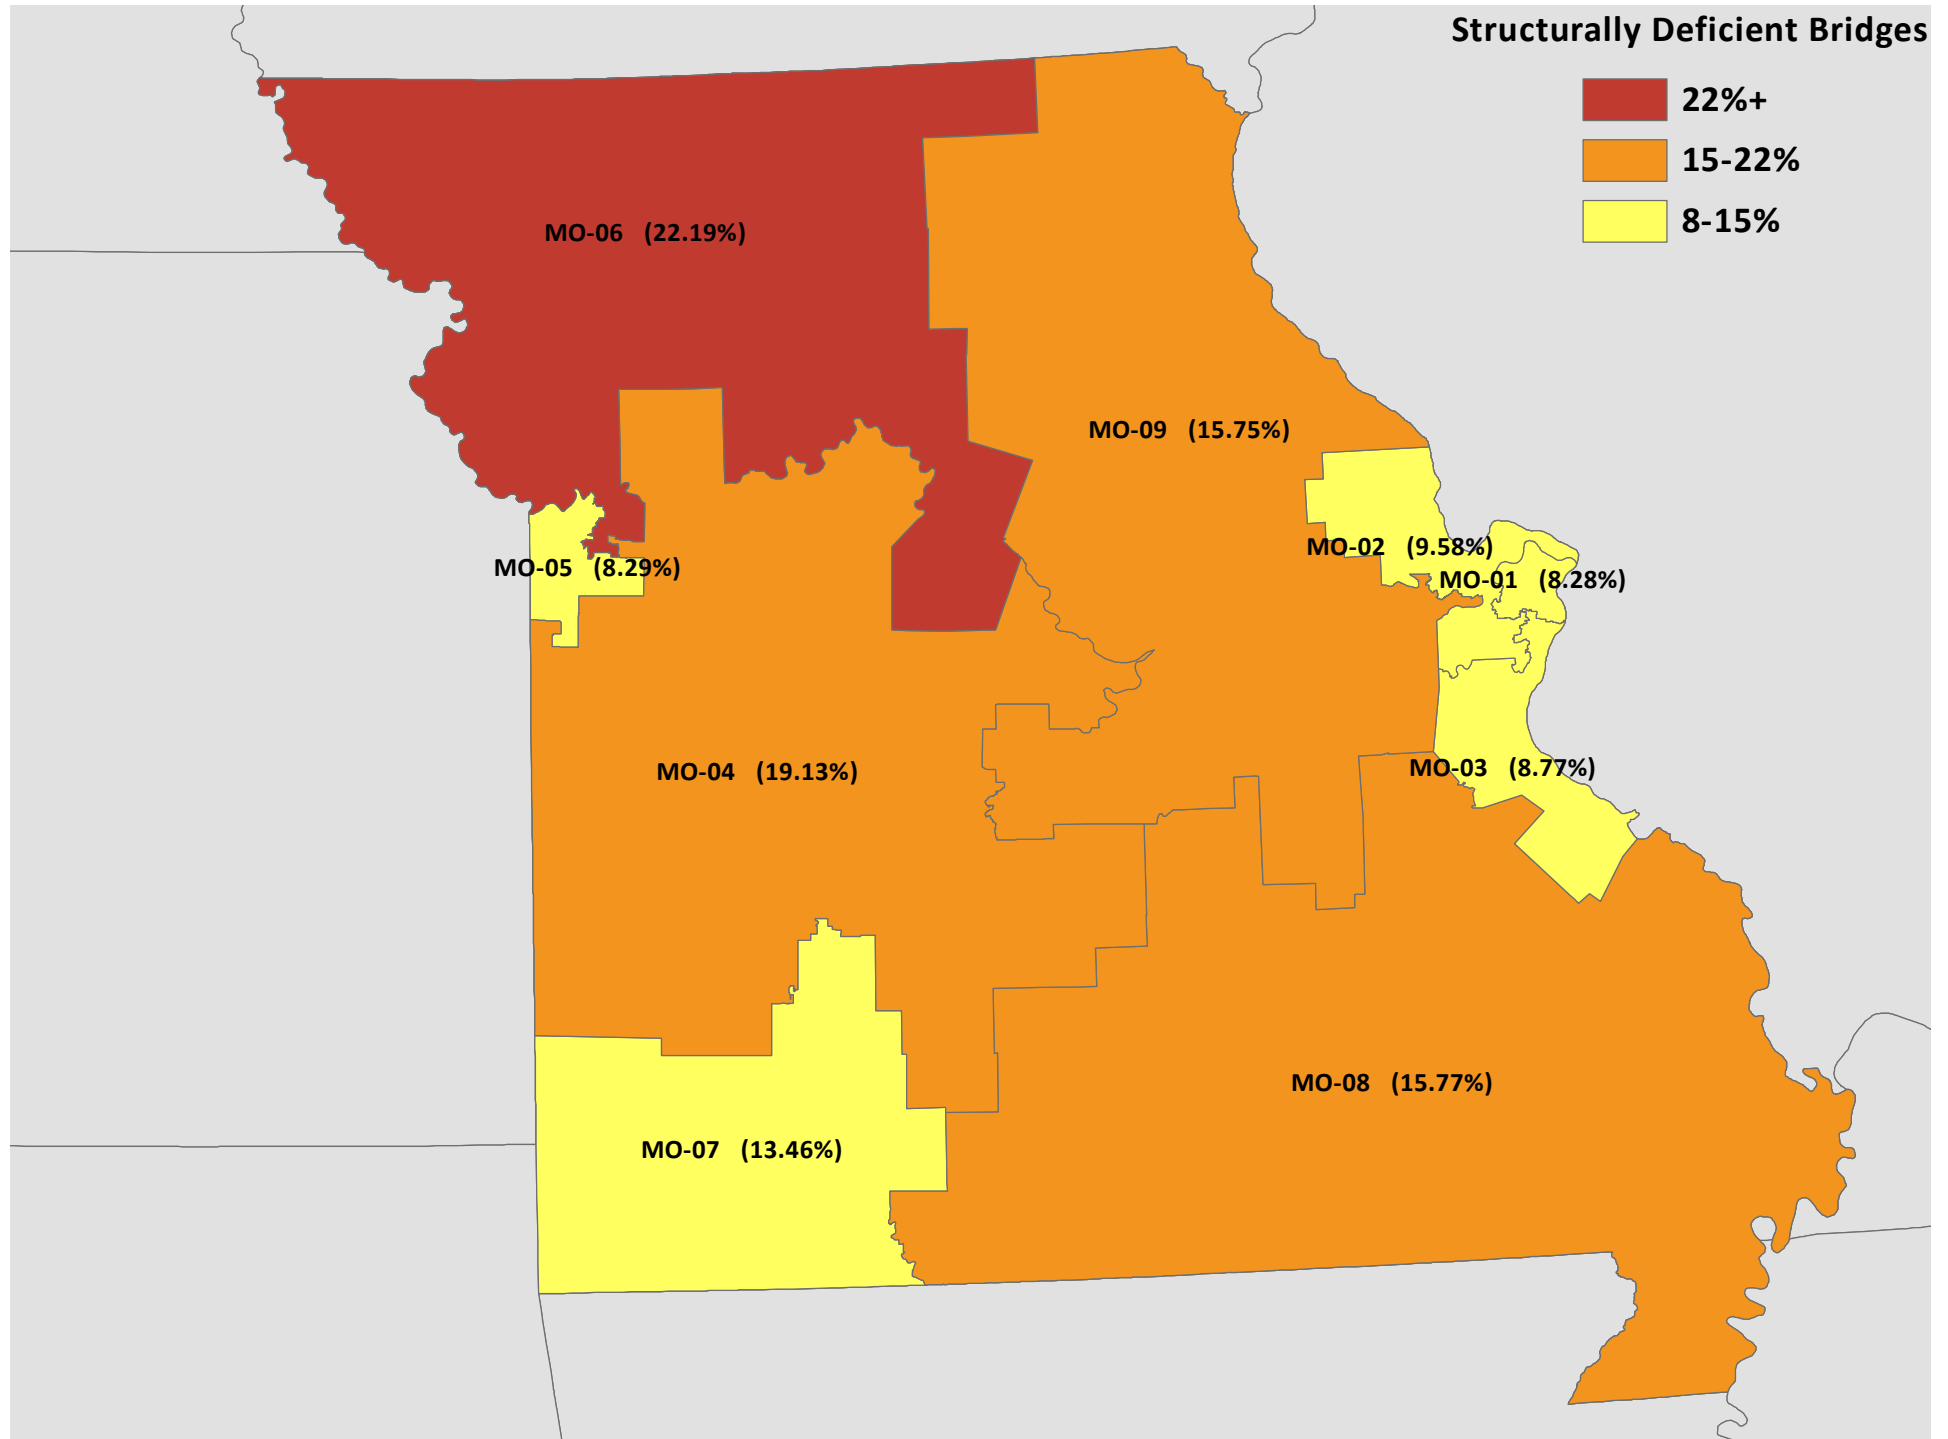 Structurally Deficient Bridges
22%+
15-22%
8-15%
MO-06 (22.19%)
MO-09 (15.75%)
MO-02 (9.58%)
MO-05 (8.29%)
MO-01 (8.28%)
MO-03 (8.77%)
MO-04 (19.13%)
MO-08 (15.77%)
MO-07 (13.46%)